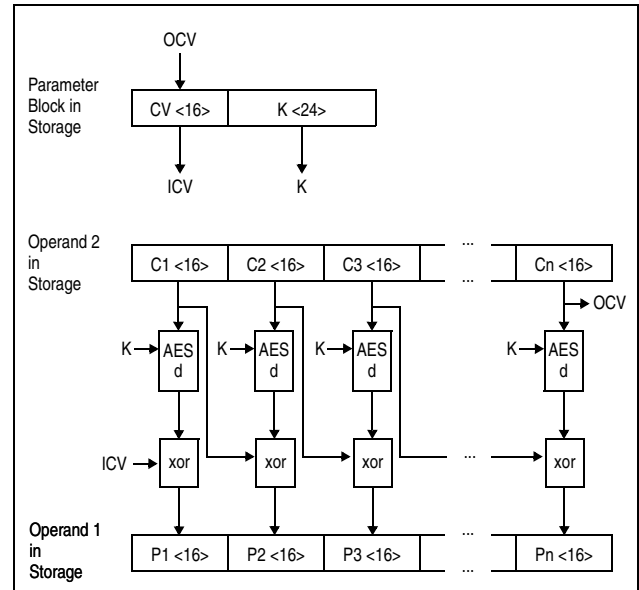 OCV
Parameter
Block in
Storage
CV <16> K <24>
ICV K
Operand 2
in
Storage
C1 <16> C2 <16> C3 <16> ... ... Cn <16>
OCV
K AES d K AES d K AES d K AES d
ICV xor xor xor ... xor
Operand 1
in
Storage
P1 <16> P2 <16> P3 <16> ... ... Pn <16>